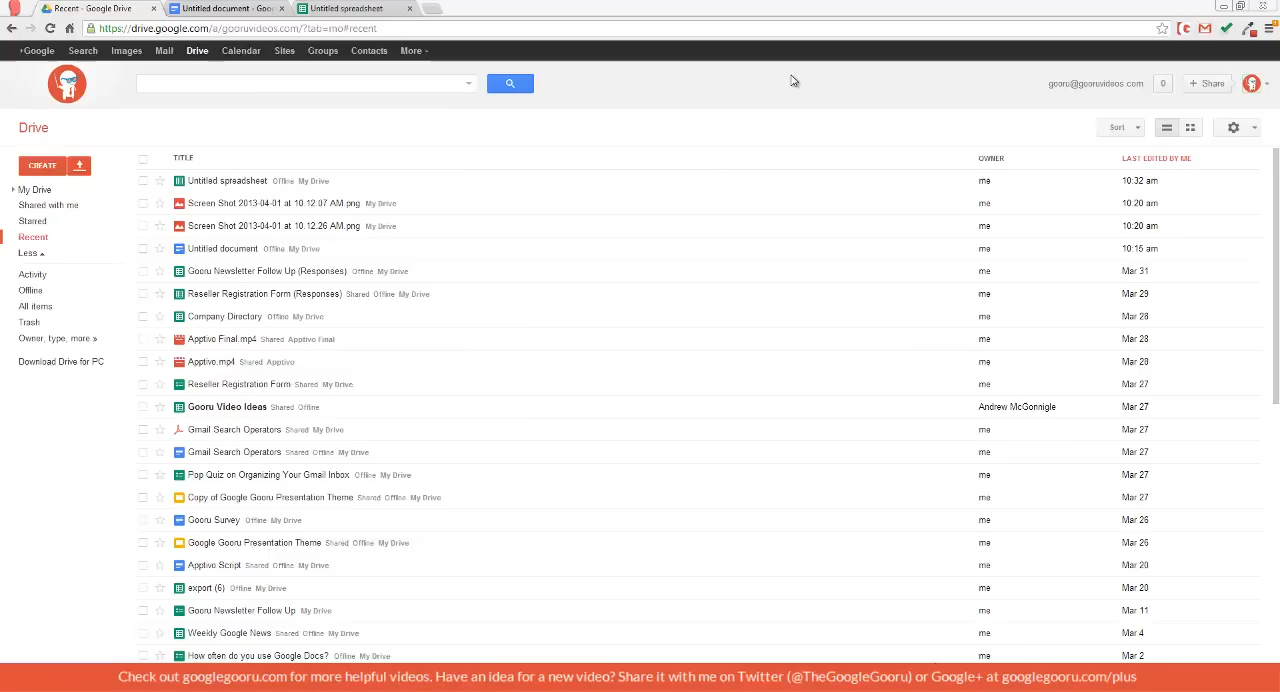 Recent - Google Drive
Untitled document - Goo
Untitled spreadsheet
https://drive.google.com/a/gooruvideos.com/?tab=mo#recent
+Google Search Images Mail Drive Calendar Sites Groups Contacts More
gooru@gooruvideos.com 0 + Share
Drive
Sort
CREATE
My Drive
Shared with me
Starred
Recent
Less
Activity
Offline
All items
Trash
Owner, type, more »
Download Drive for PC
TITLE OWNER LAST EDITED BY ME
Untitled spreadsheet Offline My Drive me 10:32 am
Screen Shot 2013-04-01 at 10.12.07 AM.png My Drive me 10:20 am
Screen Shot 2013-04-01 at 10.12.26 AM.png My Drive me 10:20 am
Untitled document Offline My Drive me 10:15 am
Gooru Newsletter Follow Up (Responses) Offline My Drive me Mar 31
Reseller Registration Form (Responses) Shared Offline My Drive me Mar 29
Company Directory Offline My Drive me Mar 28
Apptivo Final.mp4 Shared Apptivo Final me Mar 28
Apptivo.mp4 Shared Apptivo me Mar 28
Reseller Registration Form Shared My Drive me Mar 27
Gooru Video Ideas Shared Offline Andrew McGonnigle Mar 27
Gmail Search Operators Shared My Drive me Mar 27
Gmail Search Operators Shared Offline My Drive me Mar 27
Pop Quiz on Organizing Your Gmail Inbox Offline My Drive me Mar 27
Copy of Google Gooru Presentation Theme Shared Offline My Drive me Mar 27
Gooru Survey Offline My Drive me Mar 26
Google Gooru Presentation Theme Shared Offline My Drive me Mar 26
Apptivo Script Shared Offline My Drive me Mar 20
export (6) Offline My Drive me Mar 20
Gooru Newsletter Follow Up My Drive me Mar 11
Weekly Google News Shared Offline My Drive me Mar 4
How often do you use Google Docs? Offline My Drive me Mar 2
Check out googlegooru.com for more helpful videos. Have an idea for a new video? Share it with me on Twitter (@TheGoogleGooru) or Google+ at googlegooru.com/plus